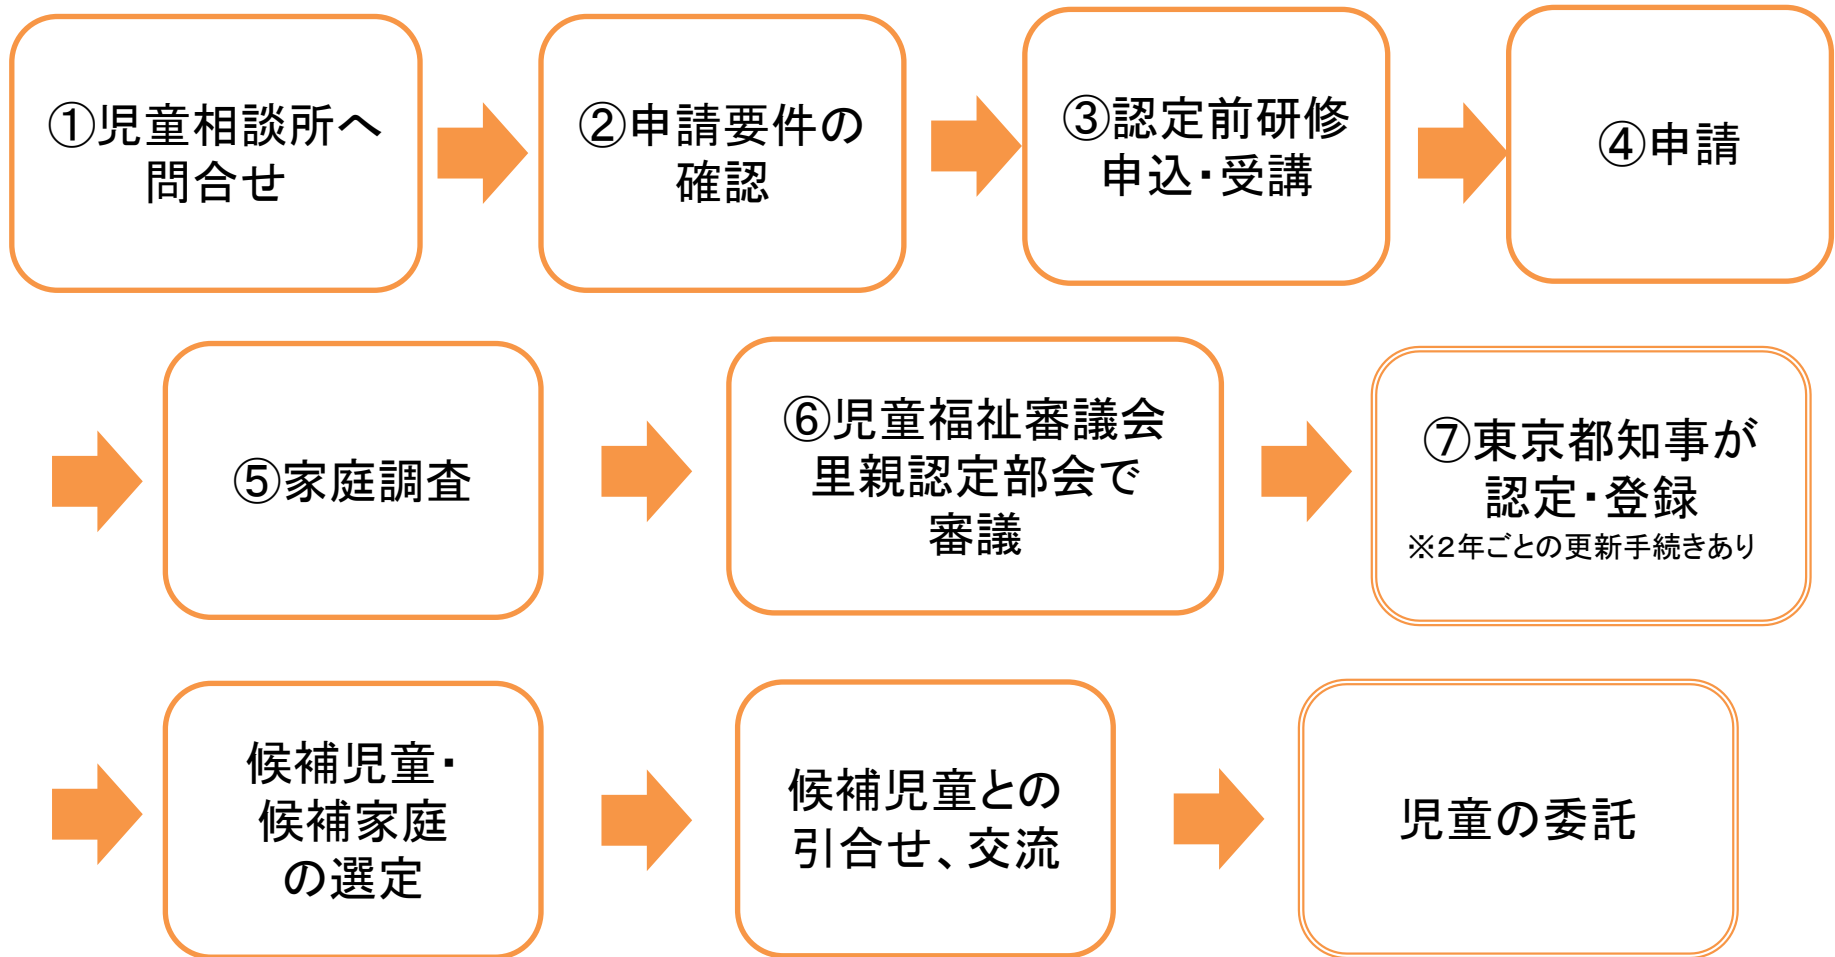 ①児童相談所へ
問合せ
②申請要件の
確認
③認定前研修
申込・受講
④申請
⑤家庭調査
⑥児童福祉審議会
里親認定部会で
審議
⑦東京都知事が
認定・登録
※2年ごとの更新手続きあり
候補児童・
候補家庭
の選定
候補児童との
引合せ、交流
児童の委託